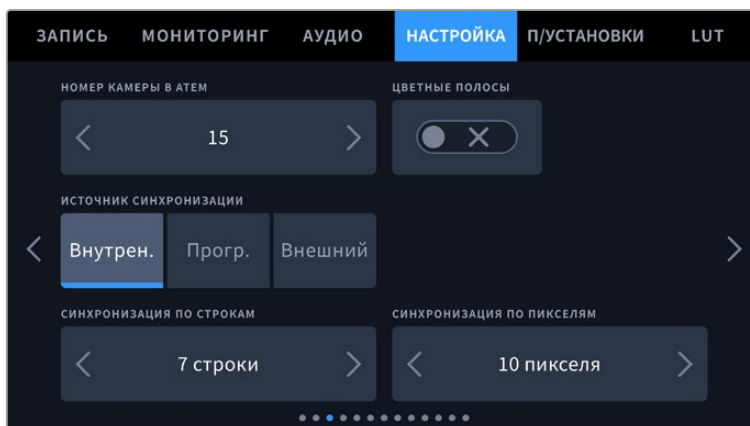 ЗАПИСЬ МОНИТОРИНГ АУДИО НАСТРОЙКА П/УСТАНОВКИ LUT
НОМЕР КАМЕРЫ В ATEM ЦВЕТНЫЕ ПОЛОСЫ
15
ИСТОЧНИК СИНХРОНИЗАЦИИ
Внутрен. Прогр. Внешний
СИНХРОНИЗАЦИЯ ПО СТРОКАМ СИНХРОНИЗАЦИЯ ПО ПИКСЕЛЯМ
7 строки 10 пикселя